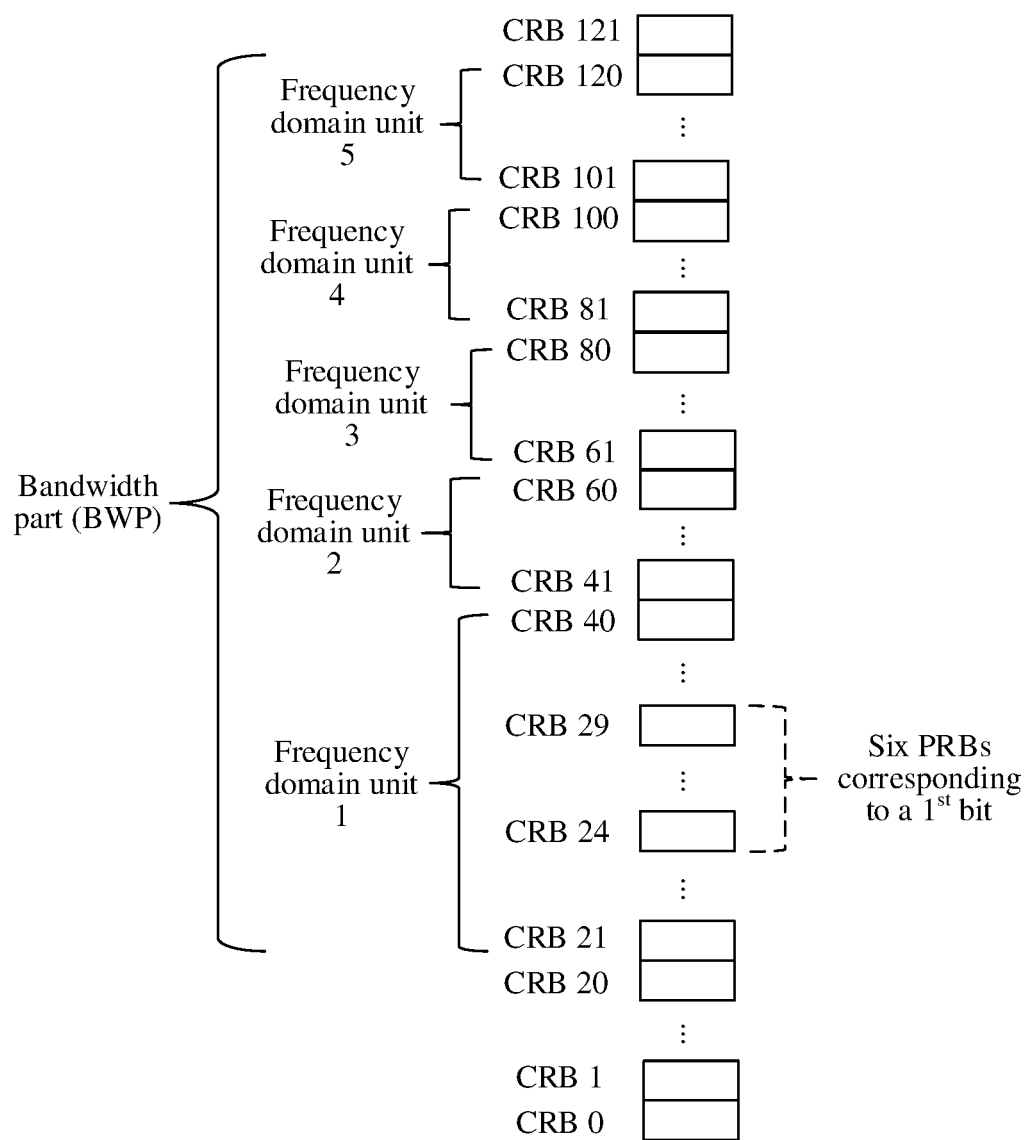 CRB 121
CRB 120
⋮
Frequency
domain unit
5
CRB 101
CRB 100
⋮
Frequency
domain unit
4
CRB 81
CRB 80
⋮
Frequency
domain unit
3
CRB 61
CRB 60
⋮
Frequency
domain unit
2
CRB 41
CRB 40
⋮
Bandwidth
part (BWP)
CRB 29
⋮
Frequency
domain unit
1
CRB 24
⋮
Six PRBs
corresponding
to a 1st bit
CRB 21
CRB 20
⋮
CRB 1
CRB 0